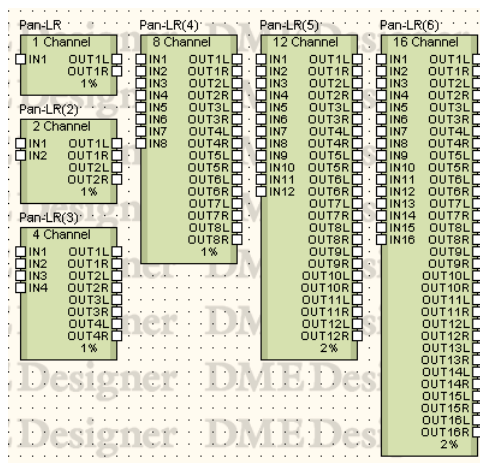 Pan-LR
1 Channel
IN1 OUT1L
OUT1R
1%
Pan-LR(2)
2 Channel
IN1 OUT1L
IN2 OUT1R
OUT2L
OUT2R
1%
Pan-LR(3)
4 Channel
IN1 OUT1L
IN2 OUT1R
IN3 OUT2L
IN4 OUT2R
OUT3L
OUT3R
OUT4L
OUT4R
1%
Pan-LR(4)
8 Channel
IN1 OUT1L
IN2 OUT1R
IN3 OUT2L
IN4 OUT2R
IN5 OUT3L
IN6 OUT3R
IN7 OUT4L
IN8 OUT4R
OUT5L
OUT5R
OUT6L
OUT6R
OUT7L
OUT7R
OUT8L
OUT8R
1%
Pan-LR(5)
12 Channel
IN1 OUT1L
IN2 OUT1R
IN3 OUT2L
IN4 OUT2R
IN5 OUT3L
IN6 OUT3R
IN7 OUT4L
IN8 OUT4R
IN9 OUT5L
IN10 OUT5R
IN11 OUT6L
IN12 OUT6R
OUT7L
OUT7R
OUT8L
OUT8R
OUT9L
OUT9R
OUT10L
OUT10R
OUT11L
OUT11R
OUT12L
OUT12R
2%
Pan-LR(6)
16 Channel
IN1 OUT1L
IN2 OUT1R
IN3 OUT2L
IN4 OUT2R
IN5 OUT3L
IN6 OUT3R
IN7 OUT4L
IN8 OUT4R
IN9 OUT5L
IN10 OUT5R
IN11 OUT6L
IN12 OUT6R
IN13 OUT7L
IN14 OUT7R
IN15 OUT8L
IN16 OUT8R
OUT9L
OUT9R
OUT10L
OUT10R
OUT11L
OUT11R
OUT12L
OUT12R
OUT13L
OUT13R
OUT14L
OUT14R
OUT15L
OUT15R
OUT16L
OUT16R
2%
Designer DME Des
Designer DME Des